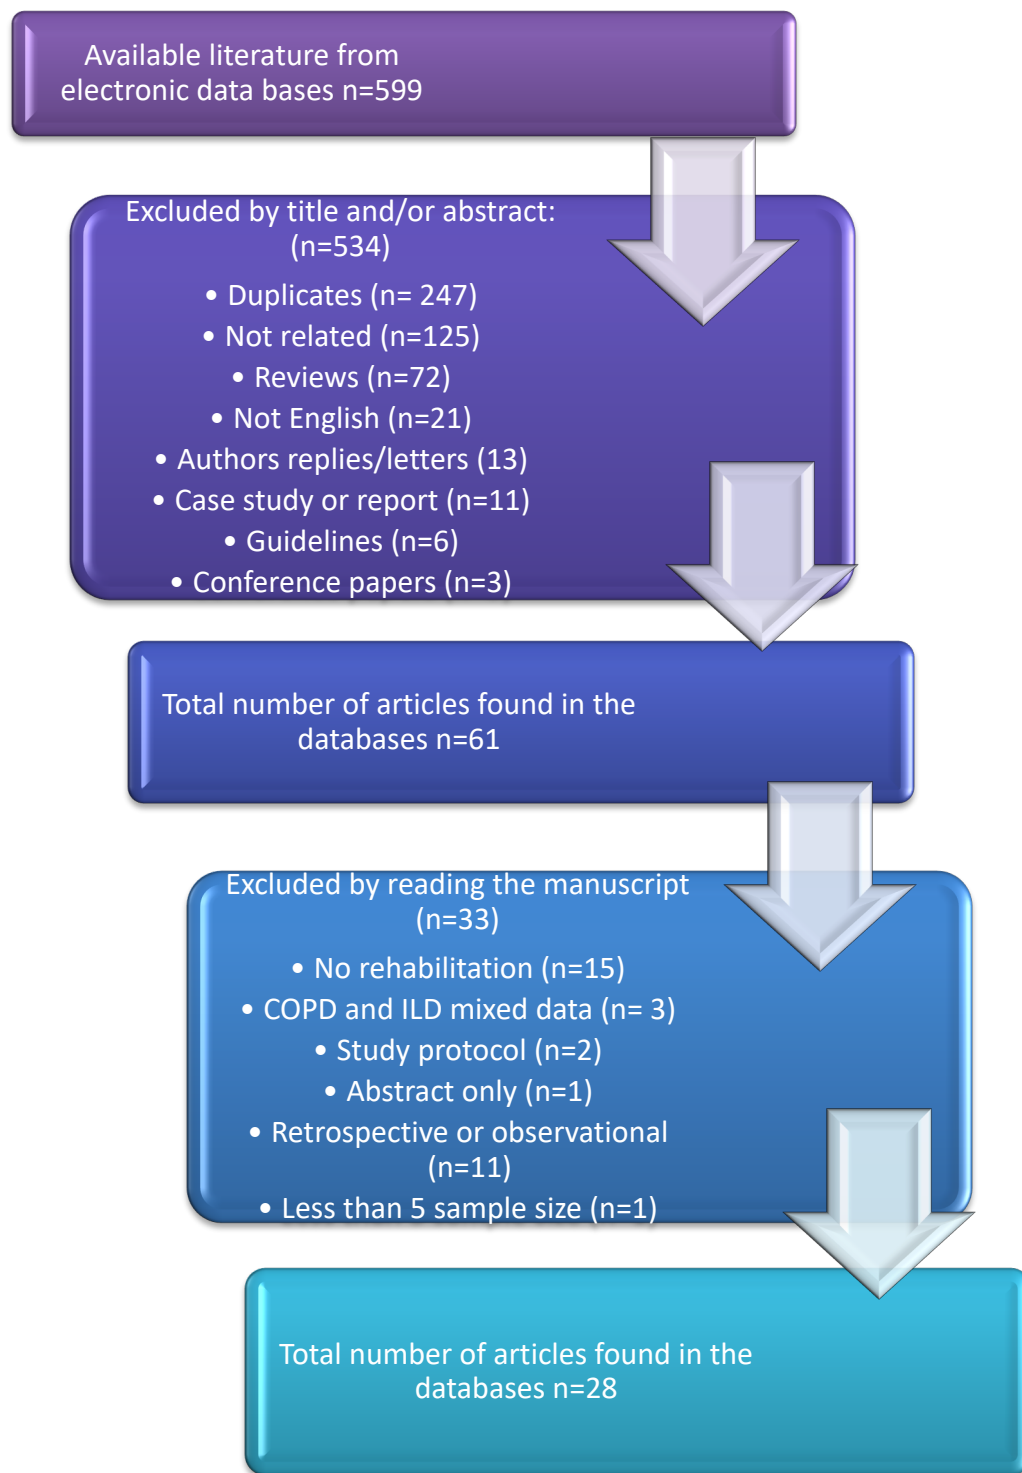 Available literature from
electronic data bases n=599
Excluded by title and/or abstract:
(n=534)
• Duplicates (n= 247)
• Not related (n=125)
• Reviews (n=72)
• Not English (n=21)
• Authors replies/letters (13)
• Case study or report (n=11)
• Guidelines (n=6)
• Conference papers (n=3)
Total number of articles found in the
databases n=61
Excluded by reading the manuscript
(n=33)
• No rehabilitation (n=15)
• COPD and ILD mixed data (n= 3)
• Study protocol (n=2)
• Abstract only (n=1)
• Retrospective or observational
(n=11)
• Less than 5 sample size (n=1)
Total number of articles found in the
databases n=28